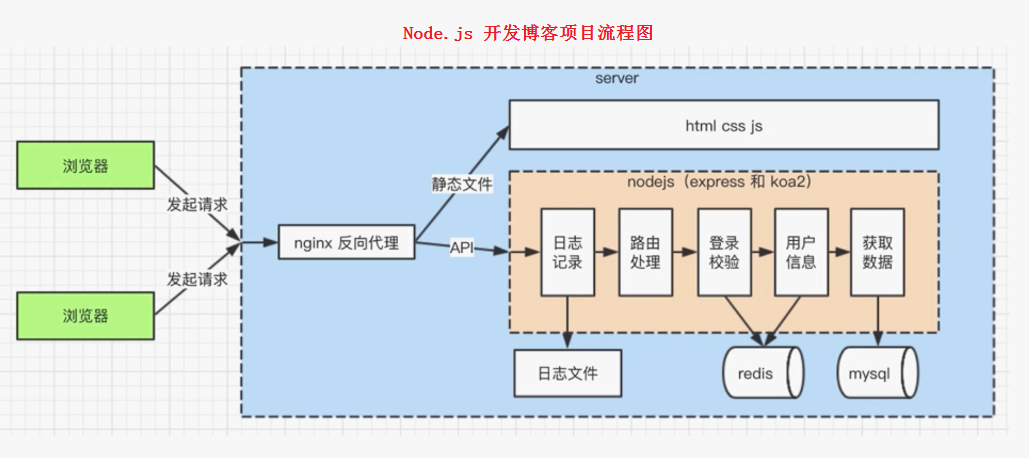 Node.js 开发博客项目流程图
server
html css js
浏览器
发起请求
静态文件
nodejs（express 和 koa2）
nginx 反向代理
API
日志
记录
路由
处理
登录
校验
用户
信息
获取
数据
发起请求
浏览器
日志文件
redis
mysql